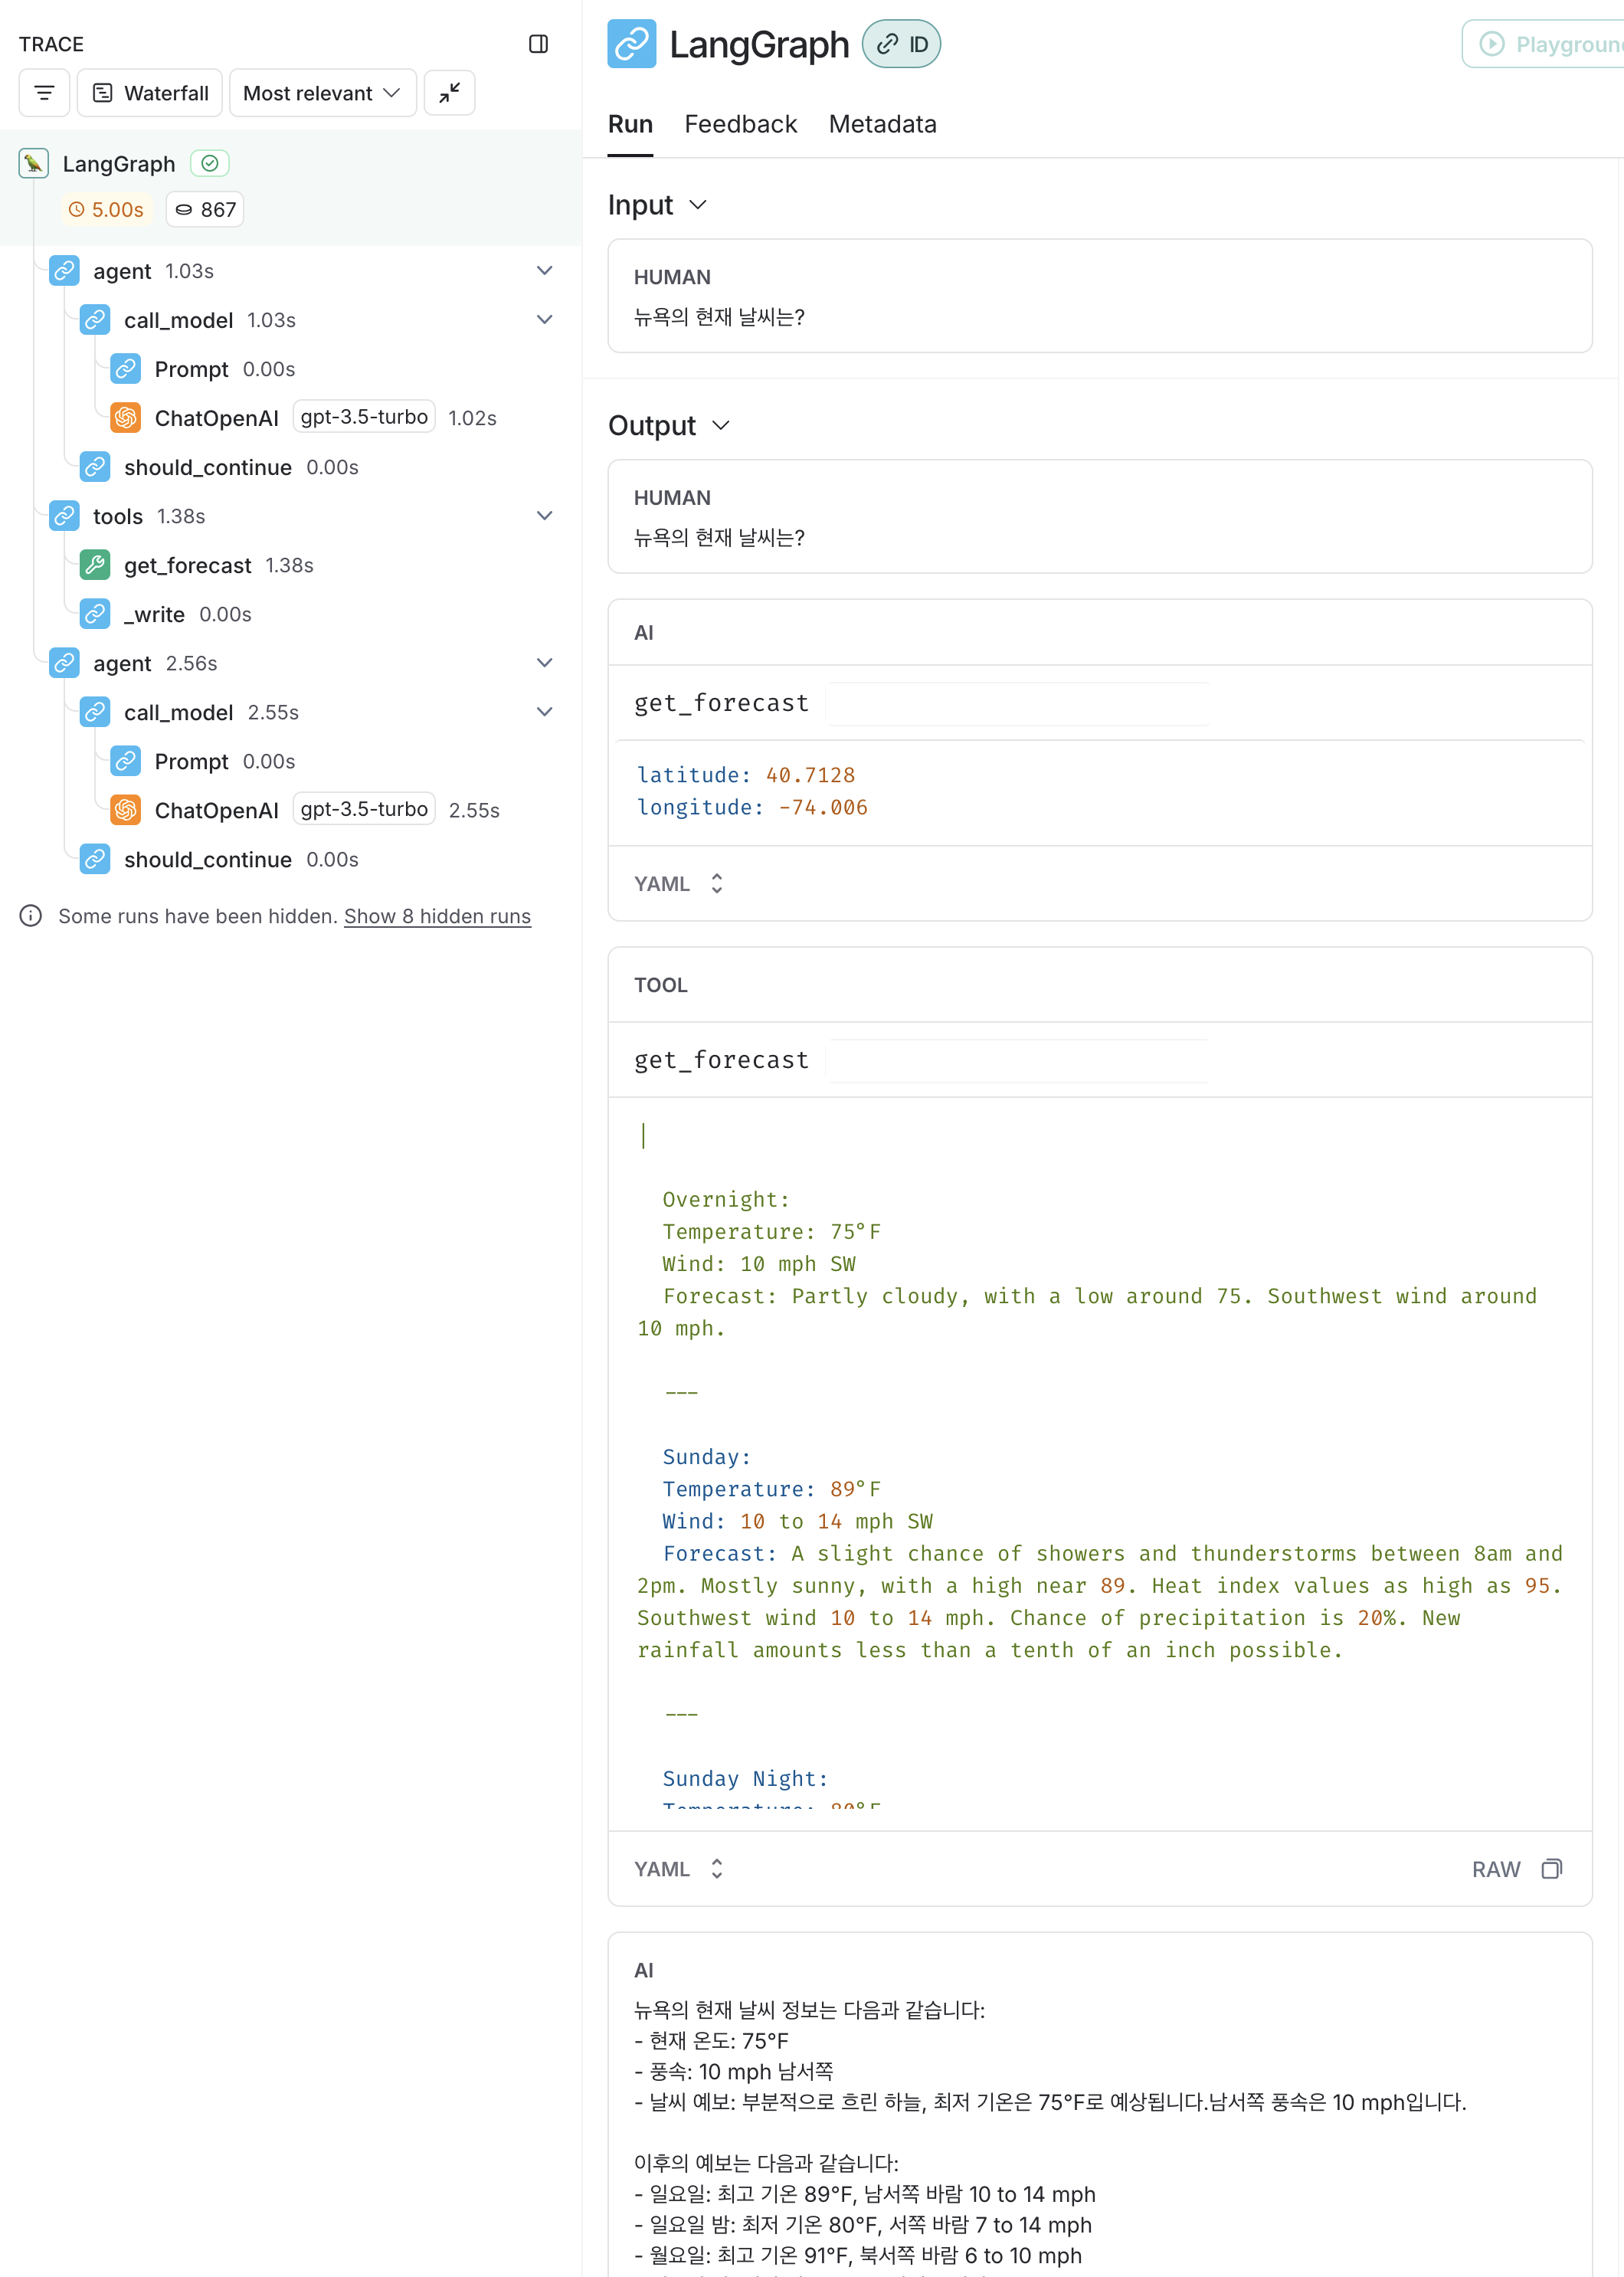 TRACE
Waterfall
Most relevant
LangGraph
5.00s
867
agent 1.03s
call_model 1.03s
Prompt 0.00s
ChatOpenAI gpt-3.5-turbo 1.02s
should_continue 0.00s
tools 1.38s
get_forecast 1.38s
_write 0.00s
agent 2.56s
call_model 2.55s
Prompt 0.00s
ChatOpenAI gpt-3.5-turbo 2.55s
should_continue 0.00s
Some runs have been hidden. Show 8 hidden runs
LangGraph ID
Run Feedback Metadata
Input
HUMAN
뉴욕의 현재 날씨는?
Output
HUMAN
뉴욕의 현재 날씨는?
AI
get_forecast
latitude: 40.7128
longitude: -74.006
YAML
TOOL
get_forecast
|
Overnight:
Temperature: 75°F
Wind: 10 mph SW
Forecast: Partly cloudy, with a low around 75. Southwest wind around
10 mph.
---
Sunday:
Temperature: 89°F
Wind: 10 to 14 mph SW
Forecast: A slight chance of showers and thunderstorms between 8am and
2pm. Mostly sunny, with a high near 89. Heat index values as high as 95.
Southwest wind 10 to 14 mph. Chance of precipitation is 20%. New
rainfall amounts less than a tenth of an inch possible.
---
Sunday Night:
Temperature: 80°F
YAML
RAW
AI
뉴욕의 현재 날씨 정보는 다음과 같습니다:
- 현재 온도: 75°F
- 풍속: 10 mph 남서쪽
- 날씨 예보: 부분적으로 흐린 하늘, 최저 기온은 75°F로 예상됩니다.남서쪽 풍속은 10 mph입니다.
이후의 예보는 다음과 같습니다:
- 일요일: 최고 기온 89°F, 남서쪽 바람 10 to 14 mph
- 일요일 밤: 최저 기온 80°F, 서쪽 바람 7 to 14 mph
- 월요일: 최고 기온 91°F, 북서쪽 바람 6 to 10 mph